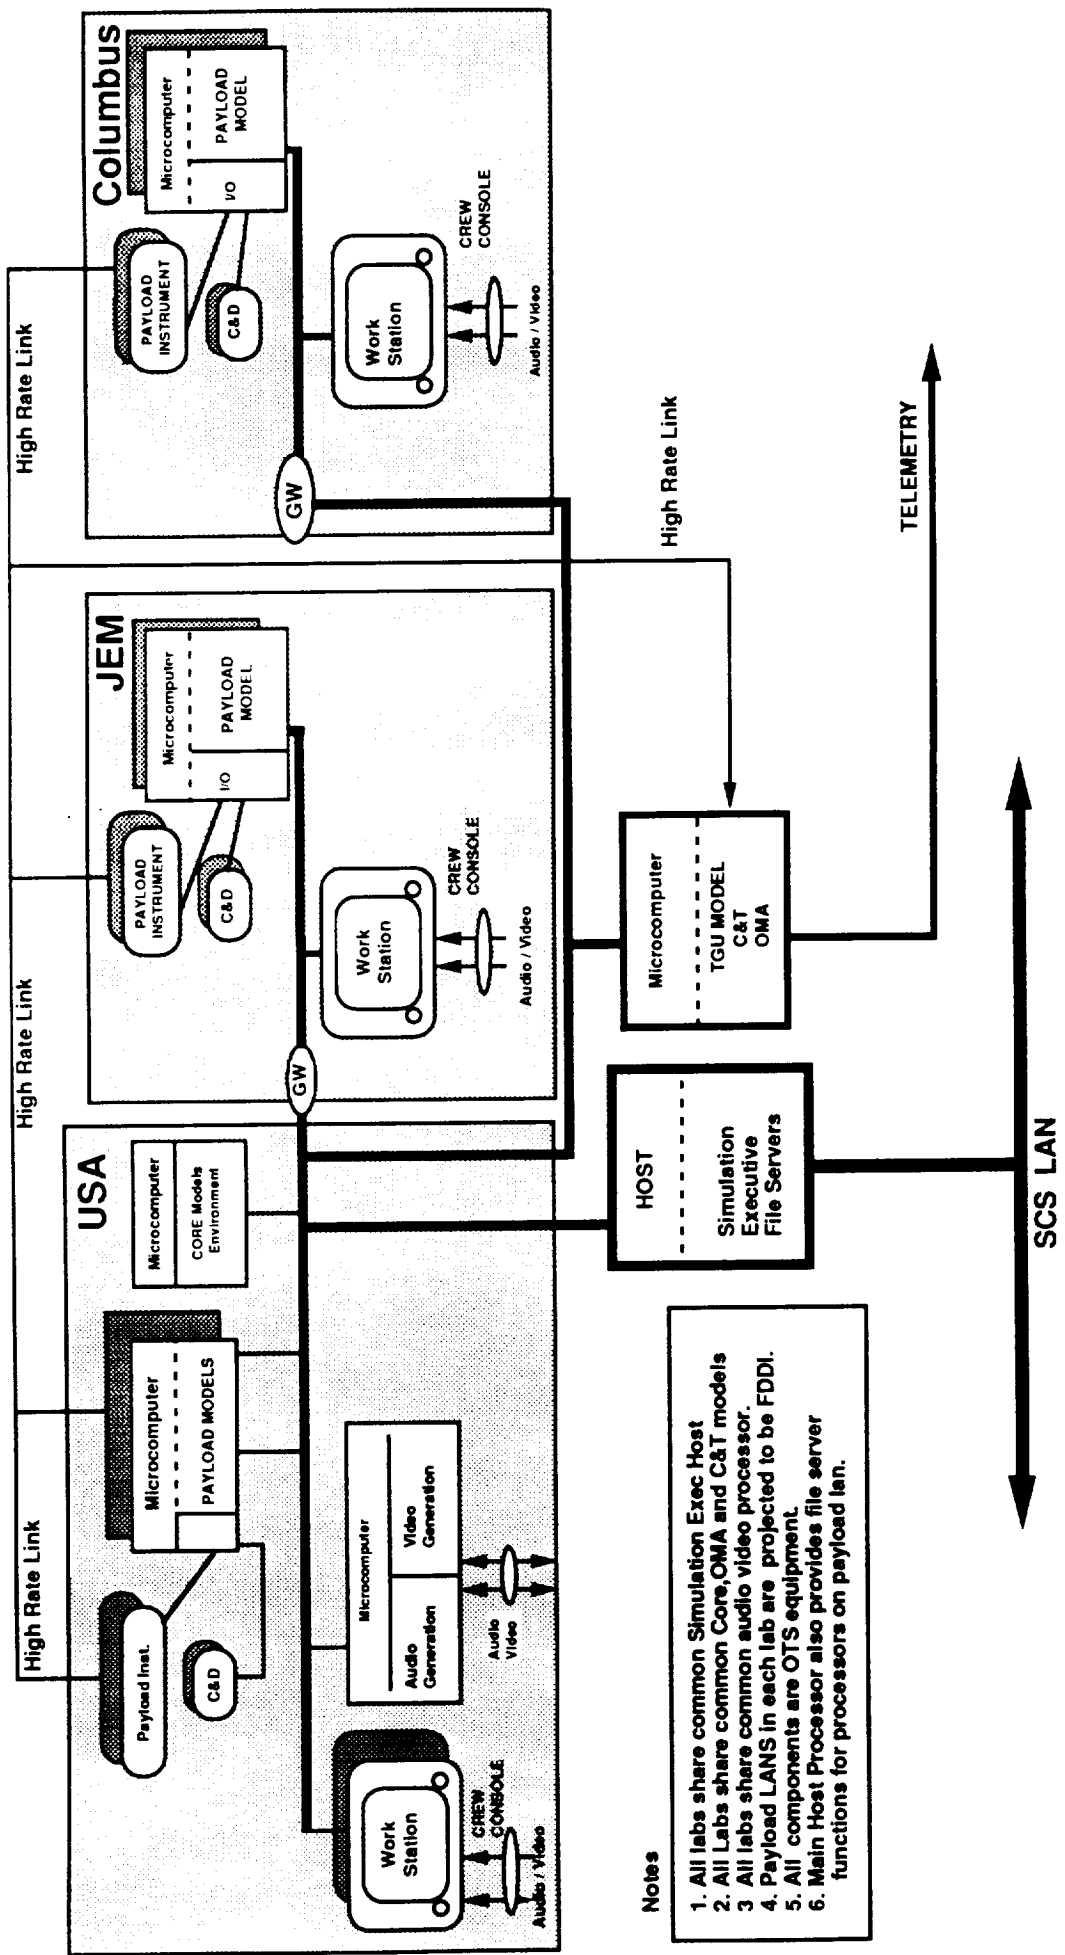 High Rate Link
High Rate Link
High Rate Link
USA
Payload Inst.
C&D
Microcomputer
PAYLOAD MODELS
Microcomputer
CORE Models
Environment
Work
Station
CREW
CONSOLE
Audio / Video
Microcomputer
Audio
Generation
Video
Generation
Audio
Video
JEM
PAYLOAD
INSTRUMENT
C&D
Microcomputer
I/O
PAYLOAD
MODEL
GW
Work
Station
CREW
CONSOLE
Audio / Video
Columbus
PAYLOAD
INSTRUMENT
C&D
Microcomputer
I/O
PAYLOAD
MODEL
GW
Work
Station
CREW
CONSOLE
Audio / Video
High Rate Link
HOST
Simulation
Executive
File Servers
Microcomputer
TGU MODEL
C&T
OMA
TELEMETRY
SCS LAN
Notes
1. All labs share common Simulation Exec Host
2. All Labs share common Core,OMA and C&T models
3 All labs share common audio video processor.
4. Payload LANS in each lab are projected to be FDDI.
5. All components are OTS equipment.
6. Main Host Processor also provides file server
functions for processors on payload lan.